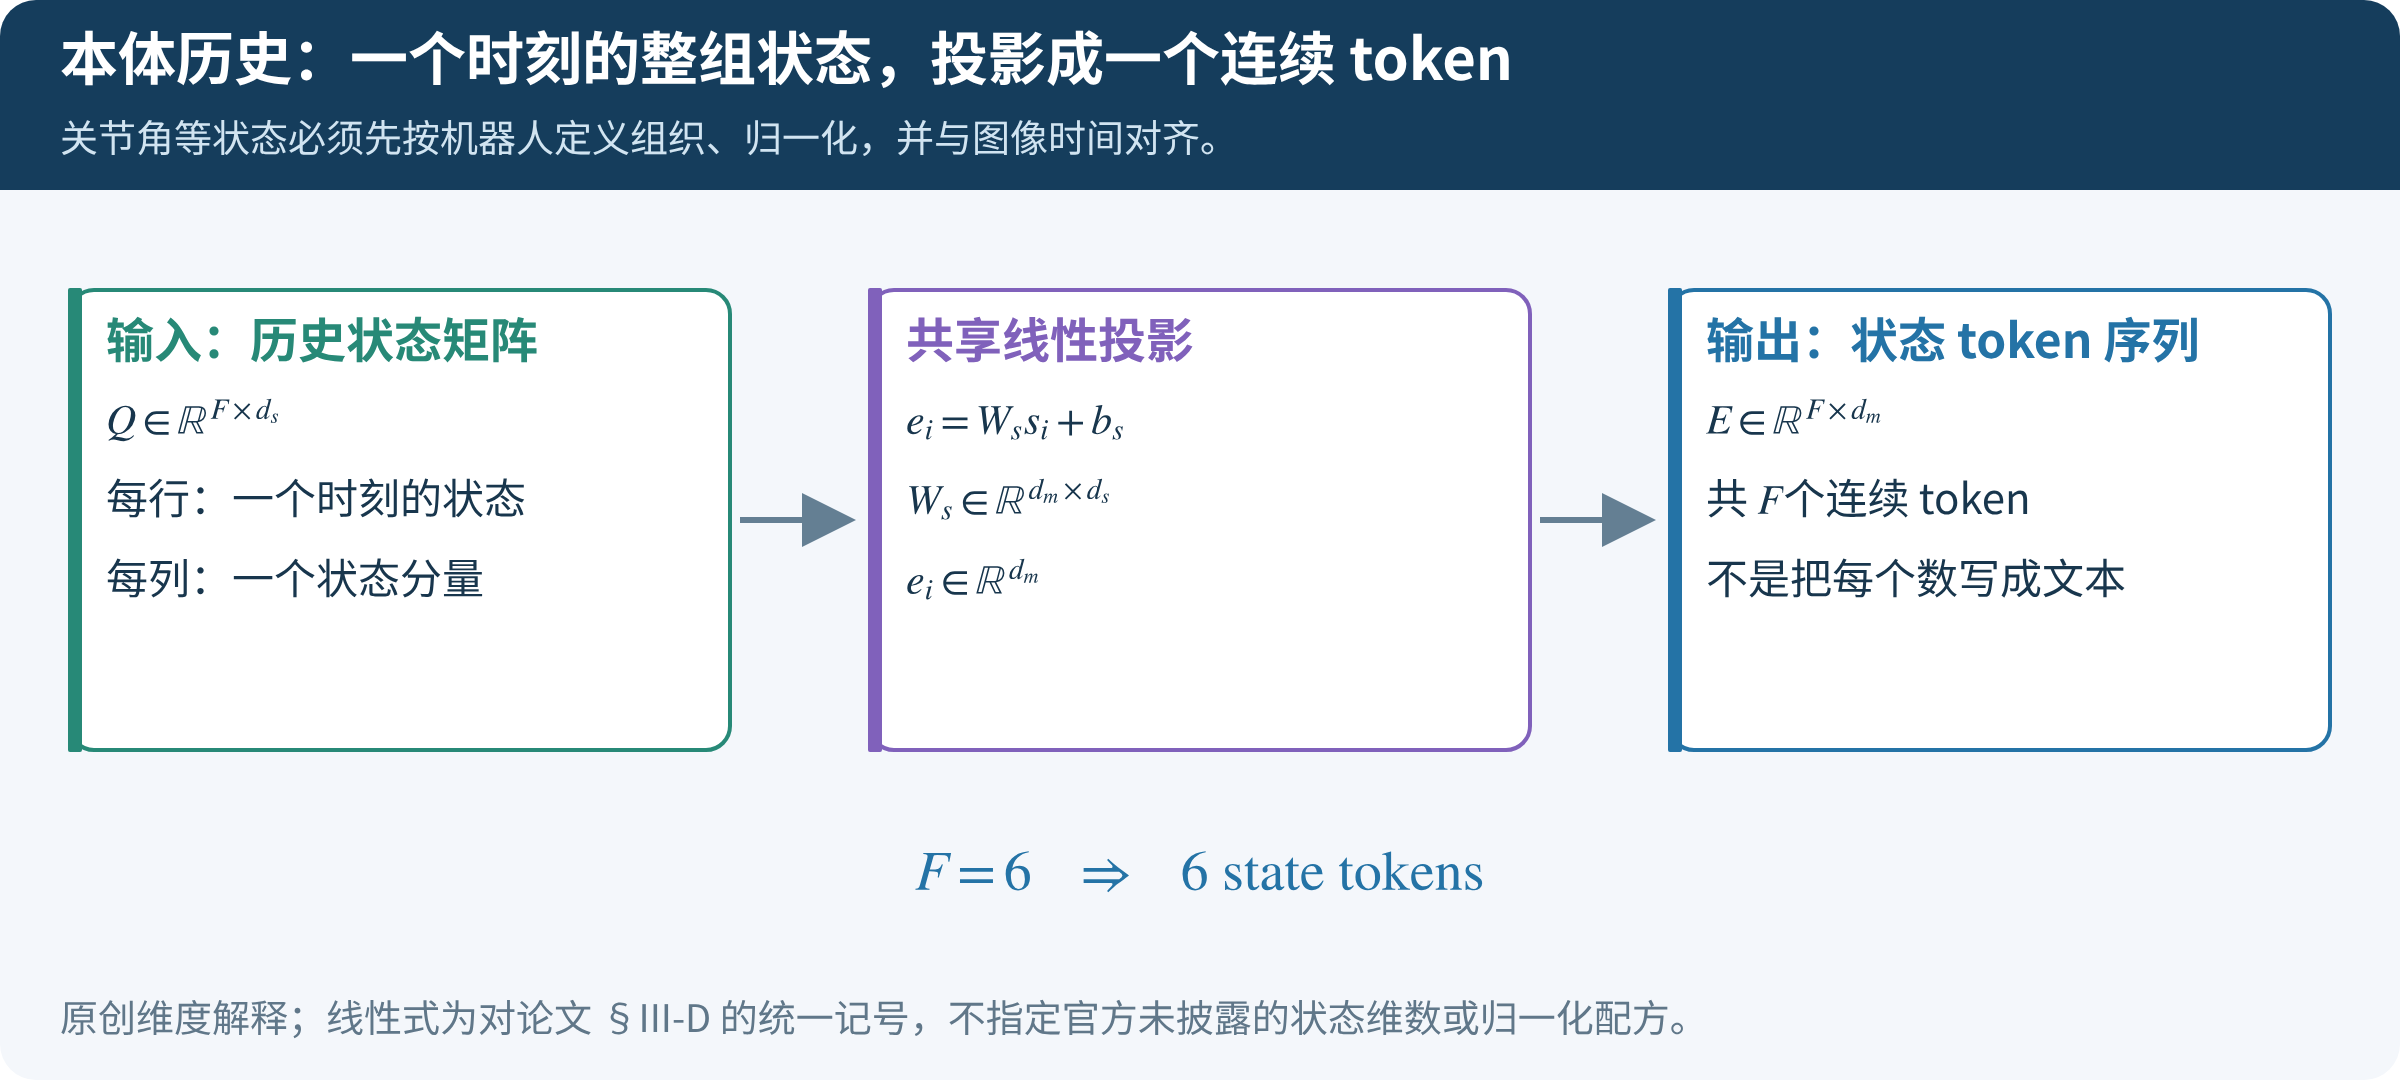 本体历史：一个时刻的整组状态，投影成一个连续 token
关节角等状态必须先按机器人定义组织、归一化，并与图像时间对齐。
输入：历史状态矩阵
Q ∈ ℝ^{F×d_s}
每行：一个时刻的状态
每列：一个状态分量
共享线性投影
e_i = W_s s_i + b_s
W_s ∈ ℝ^{d_m×d_s}
e_i ∈ ℝ^{d_m}
输出：状态 token 序列
E ∈ ℝ^{F×d_m}
共 F个连续 token
不是把每个数写成文本
F = 6 ⇒ 6 state tokens
原创维度解释；线性式为对论文 §III-D 的统一记号，不指定官方未披露的状态维数或归一化配方。